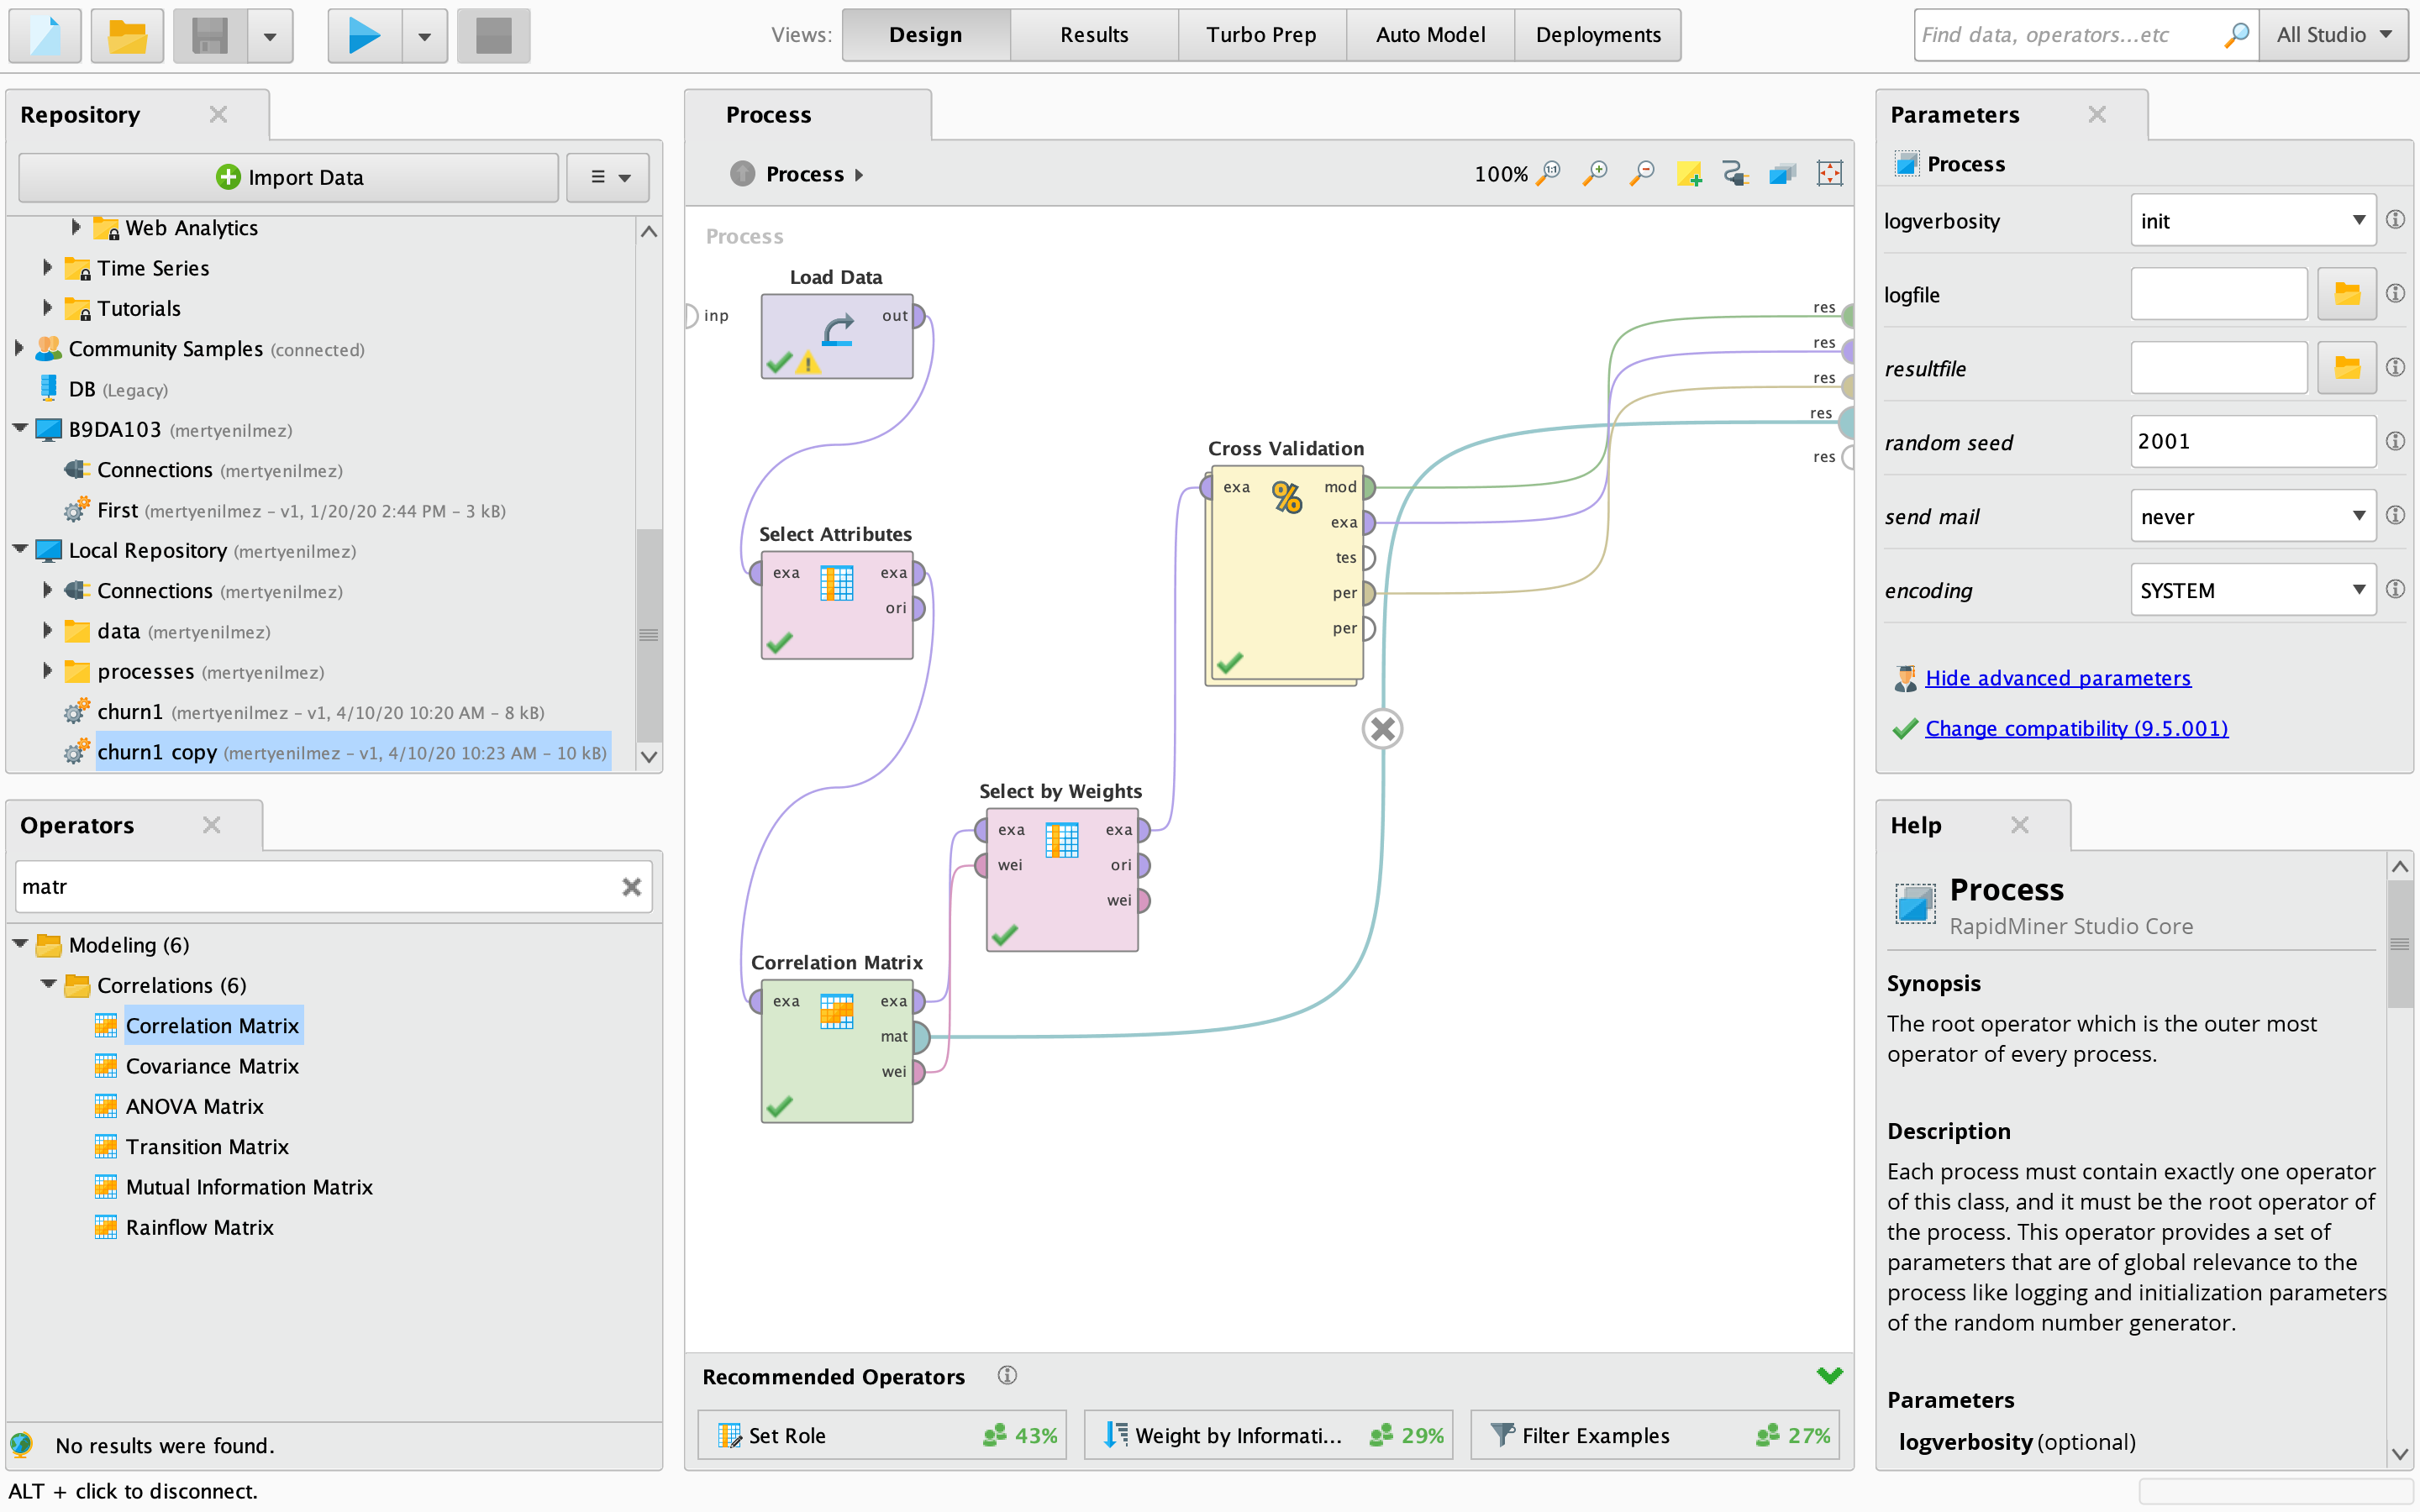 Views:
Design
Results
Turbo Prep
Auto Model
Deployments
Find data, operators...etc
All Studio
Repository
Import Data
Web Analytics
Time Series
Tutorials
Community Samples (connected)
DB (Legacy)
B9DA103 (mertyenilmez)
Connections (mertyenilmez)
First (mertyenilmez – v1, 1/20/20 2:44 PM – 3 kB)
Local Repository (mertyenilmez)
Connections (mertyenilmez)
data (mertyenilmez)
processes (mertyenilmez)
churn1 (mertyenilmez – v1, 4/10/20 10:20 AM – 8 kB)
churn1 copy (mertyenilmez – v1, 4/10/20 10:23 AM – 10 kB)
Operators
matr
Modeling (6)
Correlations (6)
Correlation Matrix
Covariance Matrix
ANOVA Matrix
Transition Matrix
Mutual Information Matrix
Rainflow Matrix
No results were found.
ALT + click to disconnect.
Process
Process
100%
1:1
Process
inp
Load Data
out
Select Attributes
exa
exa
ori
Correlation Matrix
exa
exa
mat
wei
Select by Weights
exa
wei
exa
ori
wei
Cross Validation
exa
%
mod
exa
tes
per
per
res
res
res
res
res
Recommended Operators
Set Role
43%
Weight by Informati...
29%
Filter Examples
27%
Parameters
Process
logverbosity
init
logfile
resultfile
random seed
2001
send mail
never
encoding
SYSTEM
Hide advanced parameters
Change compatibility (9.5.001)
Help
Process
RapidMiner Studio Core
Synopsis
The root operator which is the outer most
operator of every process.
Description
Each process must contain exactly one operator
of this class, and it must be the root operator of
the process. This operator provides a set of
parameters that are of global relevance to the
process like logging and initialization parameters
of the random number generator.
Parameters
logverbosity (optional)